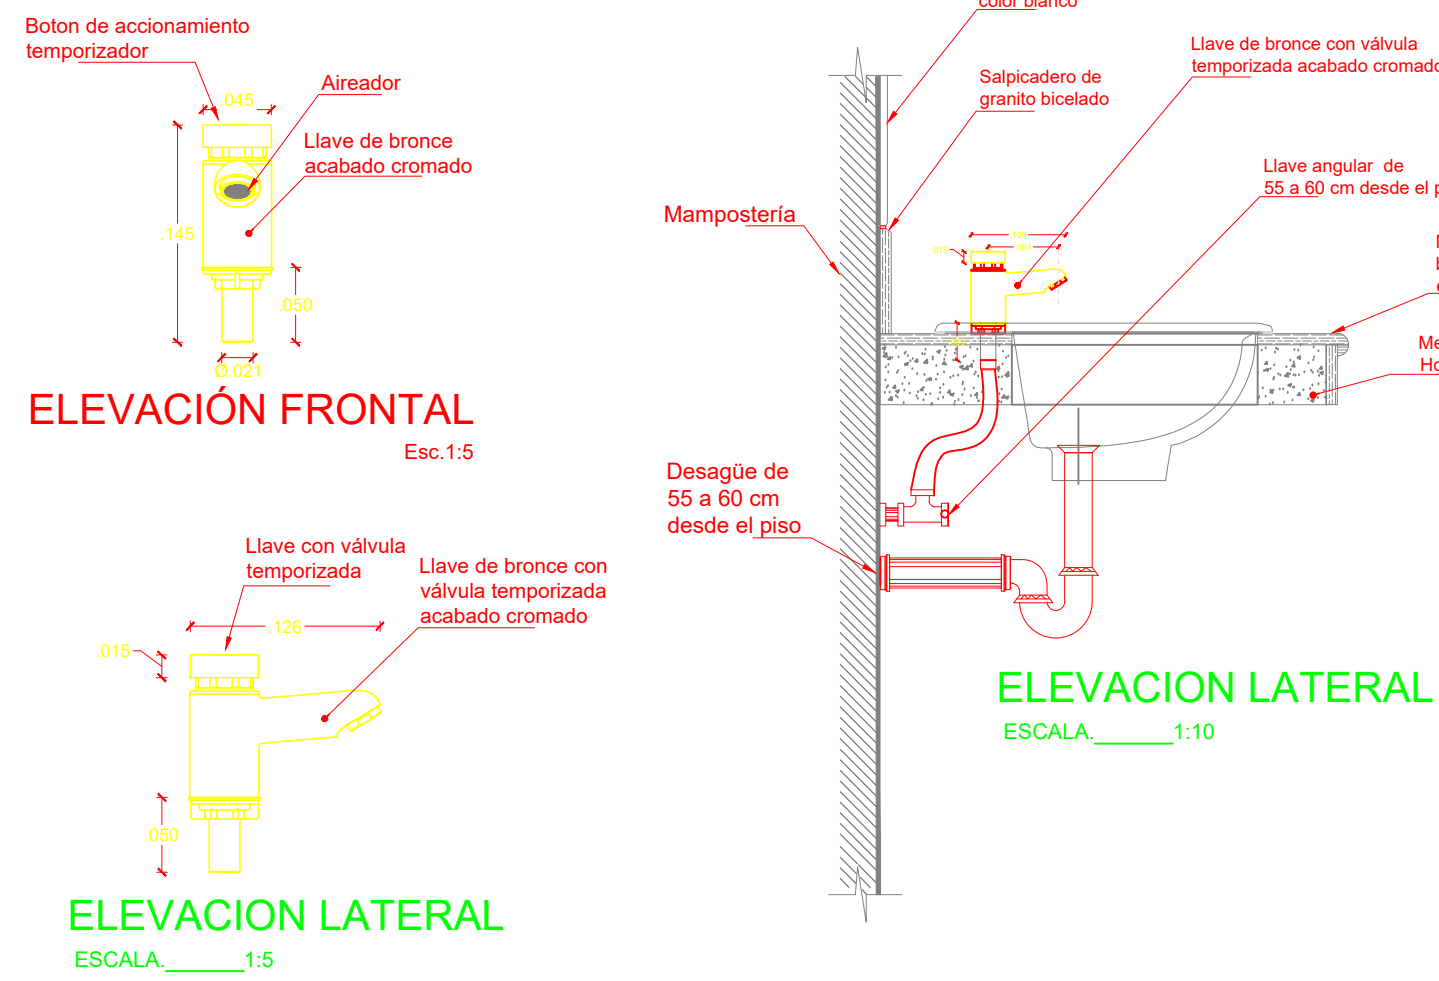 Boton de accionamiento
temporizador
Aireador
.045
Llave de bronce
acabado cromado
.145
.050
Ø.021
ELEVACIÓN FRONTAL
Esc.1:5
Llave con válvula
temporizada
Llave de bronce con
válvula temporizada
acabado cromado
.126
.015
.050
ELEVACION LATERAL
ESCALA._______1:5
color blanco
Llave de bronce con válvula
temporizada acabado cromado
Salpicadero de
granito bicelado
Llave angular de
55 a 60 cm desde el
Mampostería
.126
.015
Desagüe de
55 a 60 cm
desde el piso
ELEVACION LATERAL
ESCALA._______1:10